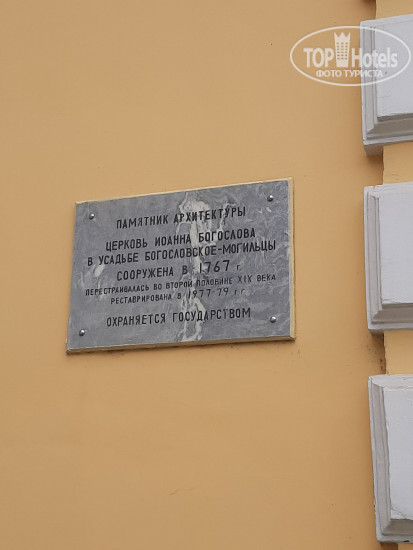 TOP Hotels
ФОТО ТУРИСТА
ПАМЯТНИК АРХИТЕКТУРЫ
ЦЕРКОВЬ ИОАННА БОГОСЛОВА
В УСАДЬБЕ БОГОСЛОВСКОЕ-МОГИЛЬЦЫ
СООРУЖЕНА В 1767 г.
ПЕРЕСТРАИВАЛАСЬ ВО ВТОРОЙ ПОЛОВИНЕ XIX ВЕКА
РЕСТАВРИРОВАНА В 1977-79 г.г.
ОХРАНЯЕТСЯ ГОСУДАРСТВОМ